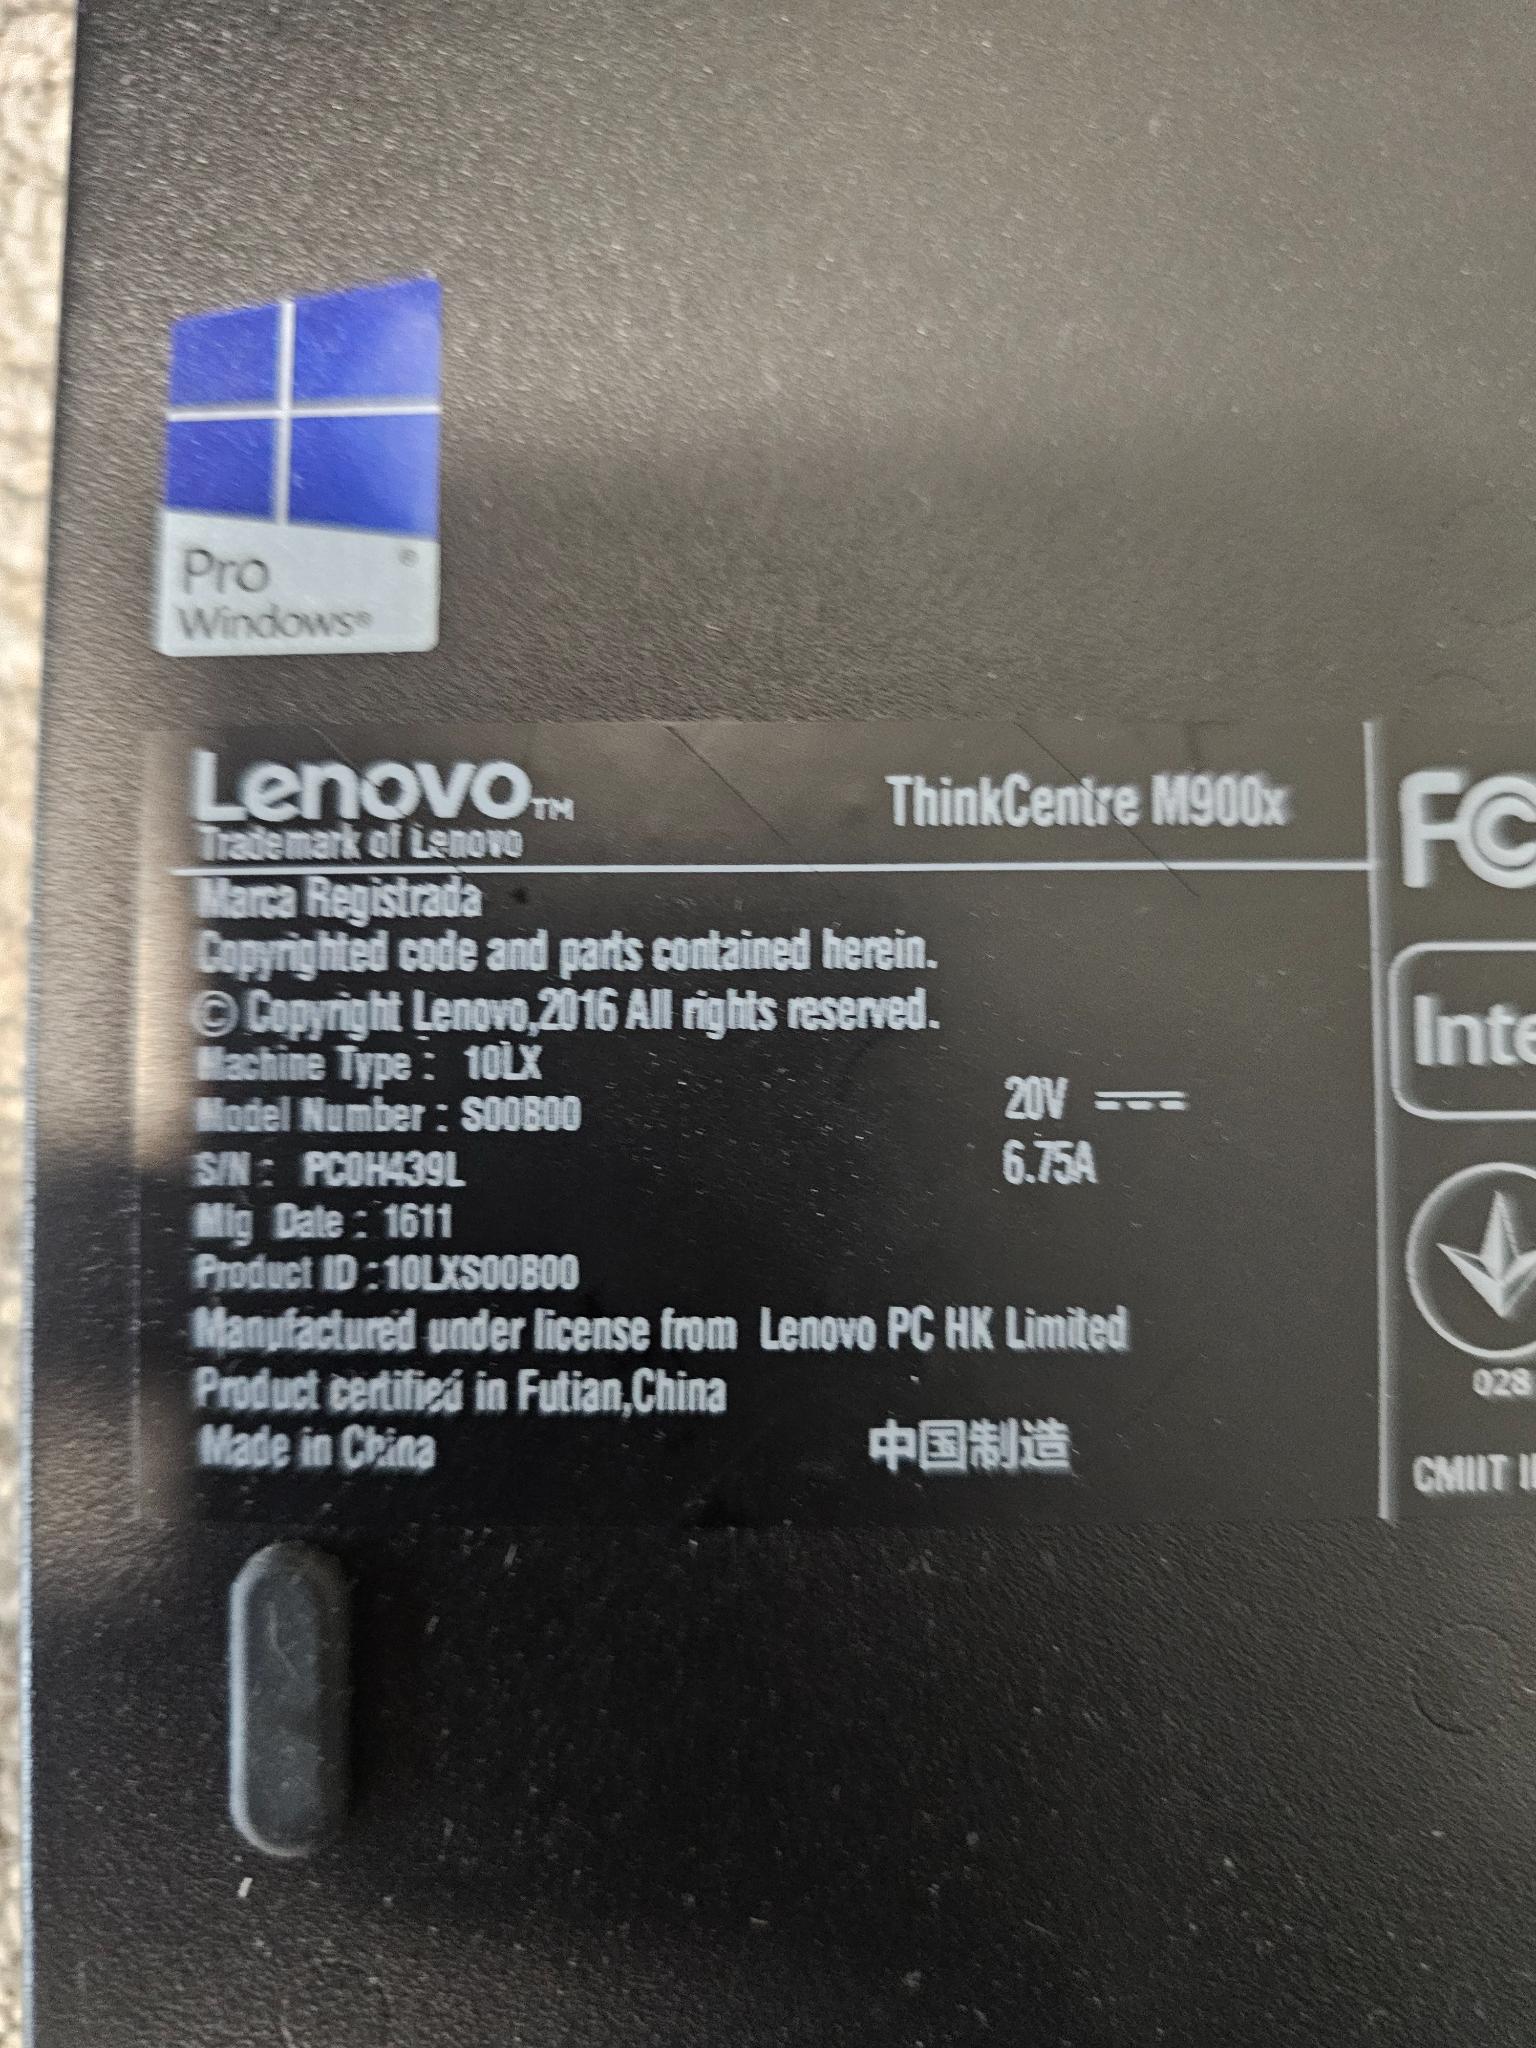 Pro ®
Windows®
Lenovo™
Trademark of Lenovo
ThinkCentre M900x
Marca Registrada
Copyrighted code and parts contained herein.
© Copyright Lenovo,2016 All rights reserved.
Machine Type : 10LX
Model Number : S00B00
S/N : PC0H439L
Mfg Date : 1611
Product ID :10LXS00B00
20V
6.75A
Manufactured under license from Lenovo PC HK Limited
Product certified in Futian,China
Made in China
中国制造
FC
Inte
028
CMIIT I